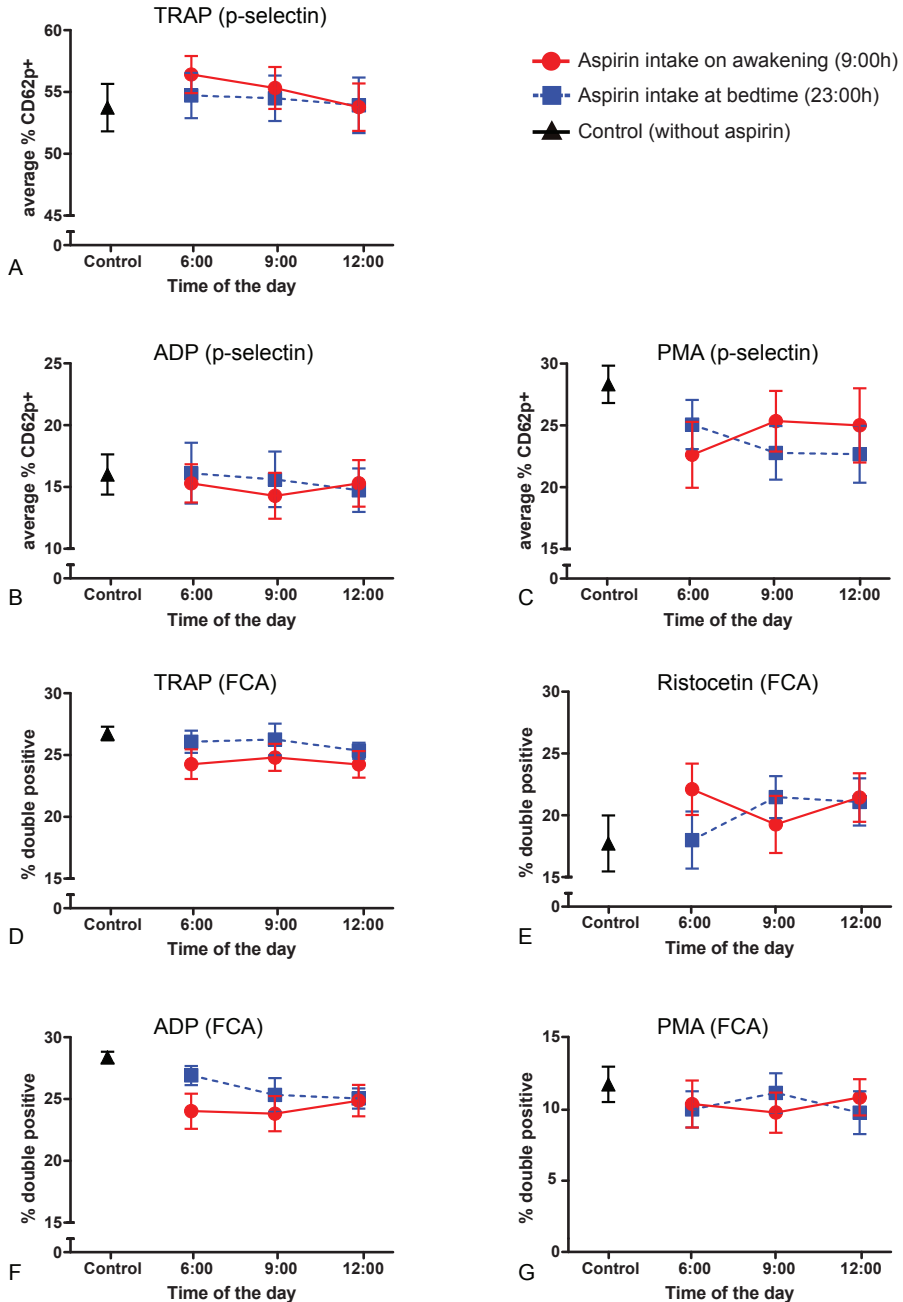 TRAP (p-selectin)
average % CD62p+
60
55
50
45
0
Control 6:00 9:00 12:00
Time of the day
A
Aspirin intake on awakening (9:00h)
Aspirin intake at bedtime (23:00h)
Control (without aspirin)
ADP (p-selectin)
average % CD62p+
25
20
15
10
0
Control 6:00 9:00 12:00
Time of the day
B
PMA (p-selectin)
average % CD62p+
30
25
20
15
0
Control 6:00 9:00 12:00
Time of the day
C
TRAP (FCA)
% double positive
30
25
20
15
0
Control 6:00 9:00 12:00
Time of the day
D
Ristocetin (FCA)
% double positive
30
25
20
15
0
Control 6:00 9:00 12:00
Time of the day
E
ADP (FCA)
% double positive
30
25
20
15
0
Control 6:00 9:00 12:00
Time of the day
F
PMA (FCA)
% double positive
15
10
5
0
Control 6:00 9:00 12:00
Time of the day
G